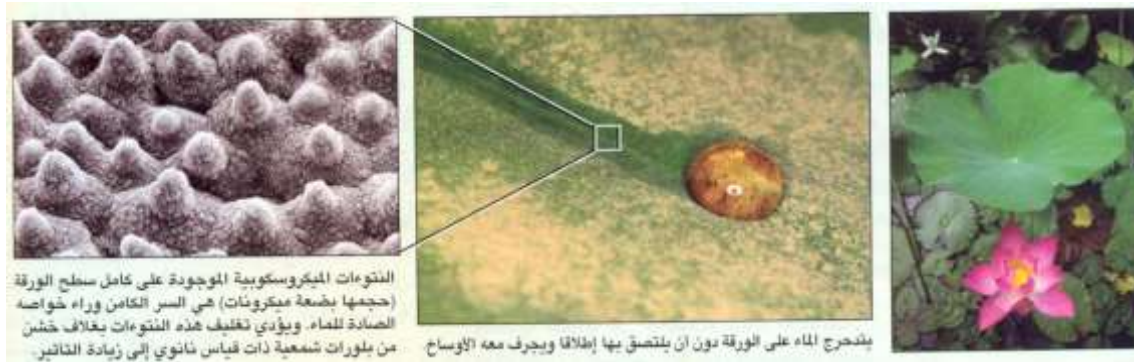 يتدحرج الماء على الورقة دون أن يلتصق بها إطلاقا ويجرف معه الأوساخ.
النتوءات الميكروسكوبية الموجودة على كامل سطح الورقة
(حجمها بضعة ميكرونات) هي السر الكامن وراء خواصه
الصادة للماء. ويؤدي تغليف هذه النتوءات بغلاف خشن
من بلورات شمعية ذات قياس نانوي إلى زيادة التأثير.